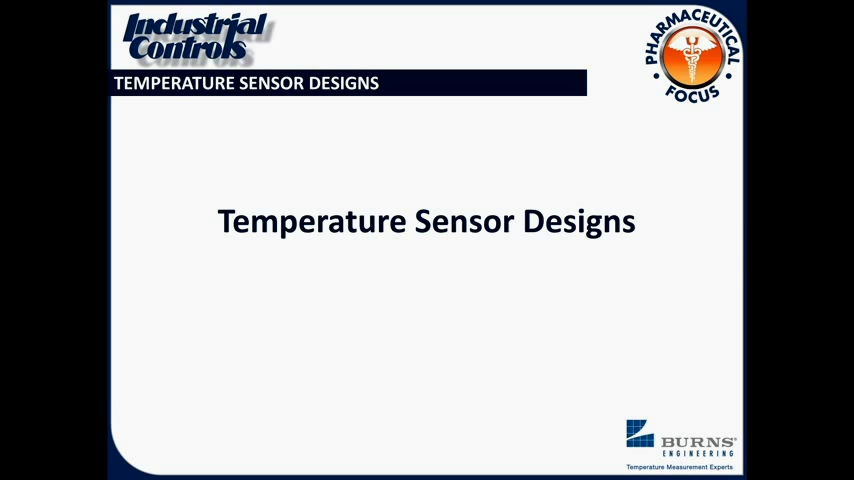 Industrial
Controls
PHARMACEUTICAL
FOCUS
TEMPERATURE SENSOR DESIGNS
Temperature Sensor Designs
BURNS®
ENGINEERING
Temperature Measurement Experts